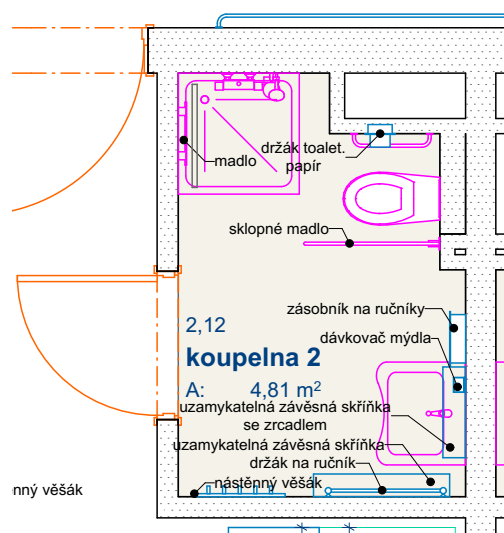 madlo
držák toalet.
papír
sklopné madlo
zásobník na ručníky
2,12
dávkovač mýdla
koupelna 2
A: 4,81 m²
uzamykatelná závěsná skříňka
se zrcadlem
uzamykatelná závěsná skříňka
držák na ručník
nástěnný věšák
nný věšák